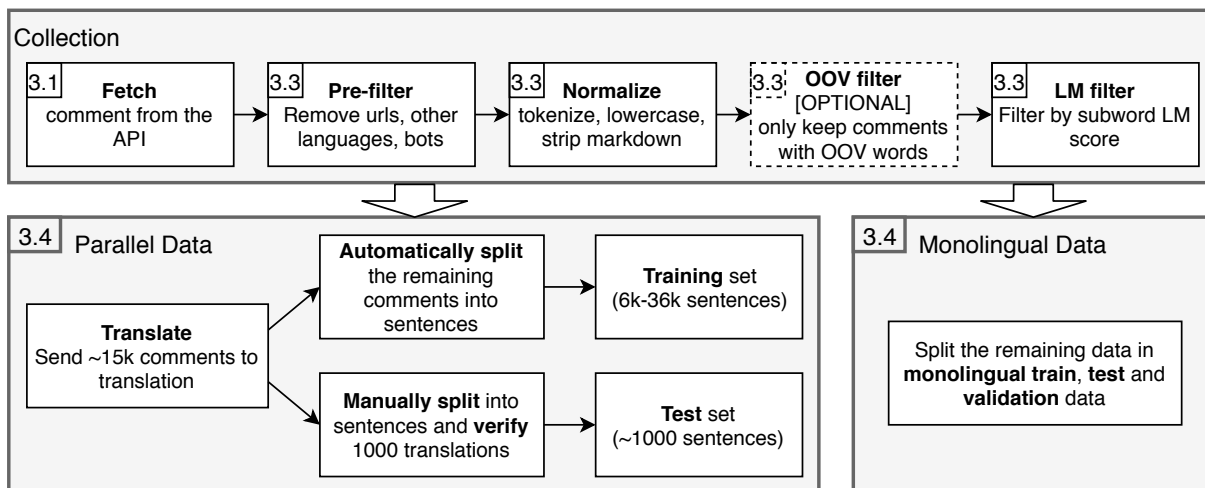 Collection
3.1
Fetch
comment from the
API
3.3
Pre-filter
Remove urls, other
languages, bots
3.3
Normalize
tokenize, lowercase,
strip markdown
3.3
OOV filter
[OPTIONAL]
only keep comments
with OOV words
3.3
LM filter
Filter by subword LM
score
3.4
Parallel Data
Translate
Send ~15k comments to
translation
Automatically split
the remaining
comments into
sentences
Training set
(6k-36k sentences)
Manually split into
sentences and verify
1000 translations
Test set
(~1000 sentences)
3.4
Monolingual Data
Split the remaining data in
monolingual train, test and
validation data